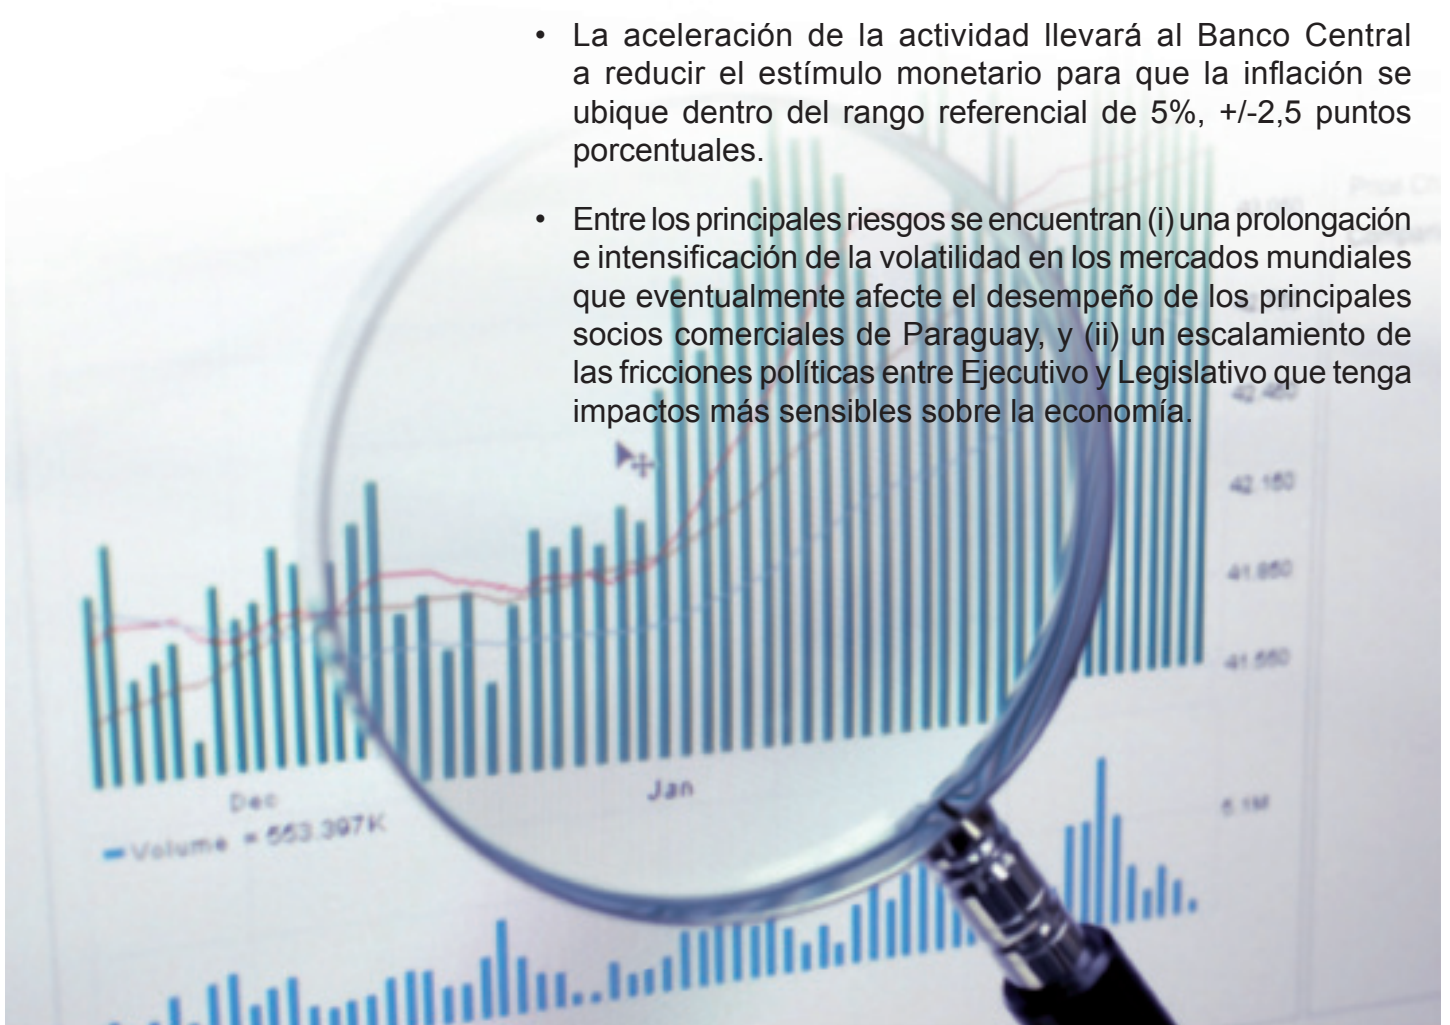 • La aceleración de la actividad llevará al Banco Central
a reducir el estímulo monetario para que la inflación se
ubique dentro del rango referencial de 5%, +/-2,5 puntos
porcentuales.
• Entre los principales riesgos se encuentran (i) una prolongación
e intensificación de la volatilidad en los mercados mundiales
que eventualmente afecte el desempeño de los principales
socios comerciales de Paraguay, y (ii) un escalamiento de
las fricciones políticas entre Ejecutivo y Legislativo que tenga
impactos más sensibles sobre la economía.
42.460
42.160
41.860
41.560
Jan
Dec
Volume = 553.397K